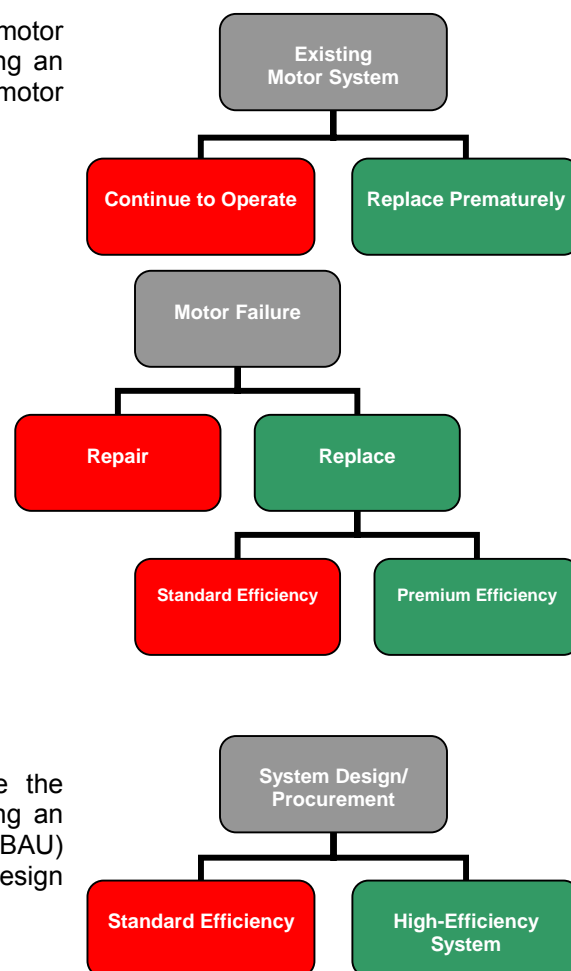 motor
ng an
motor
Existing
Motor System
Continue to Operate
Replace Prematurely
Motor Failure
Repair
Replace
Standard Efficiency
Premium Efficiency
e the
ng an
BAU)
esign
System Design/
Procurement
Standard Efficiency
High-Efficiency
System